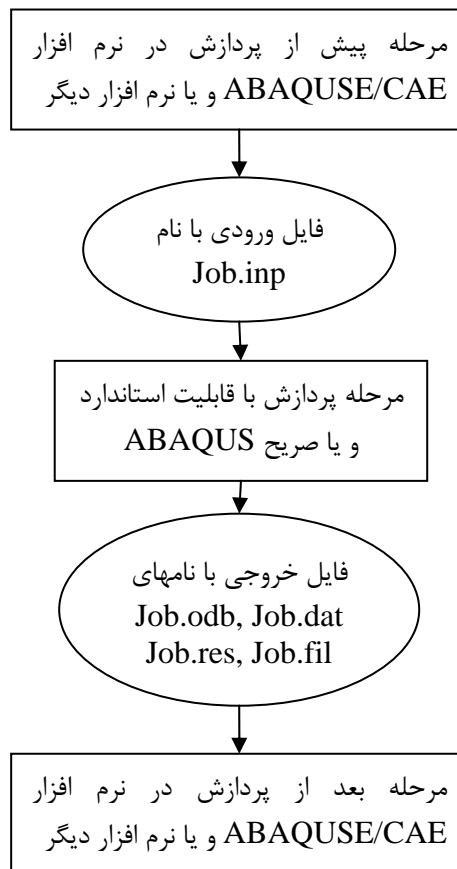 مرحله پیش از پردازش در نرم افزار
ABAQUSE/CAE و یا نرم افزار دیگر
فایل ورودی با نام
Job.inp
مرحله پردازش با قابلیت استاندارد
و یا صریح ABAQUS
فایل خروجی با نامهای
Job.odb, Job.dat
Job.res, Job.fil
مرحله بعد از پردازش در نرم افزار
ABAQUSE/CAE و یا نرم افزار دیگر